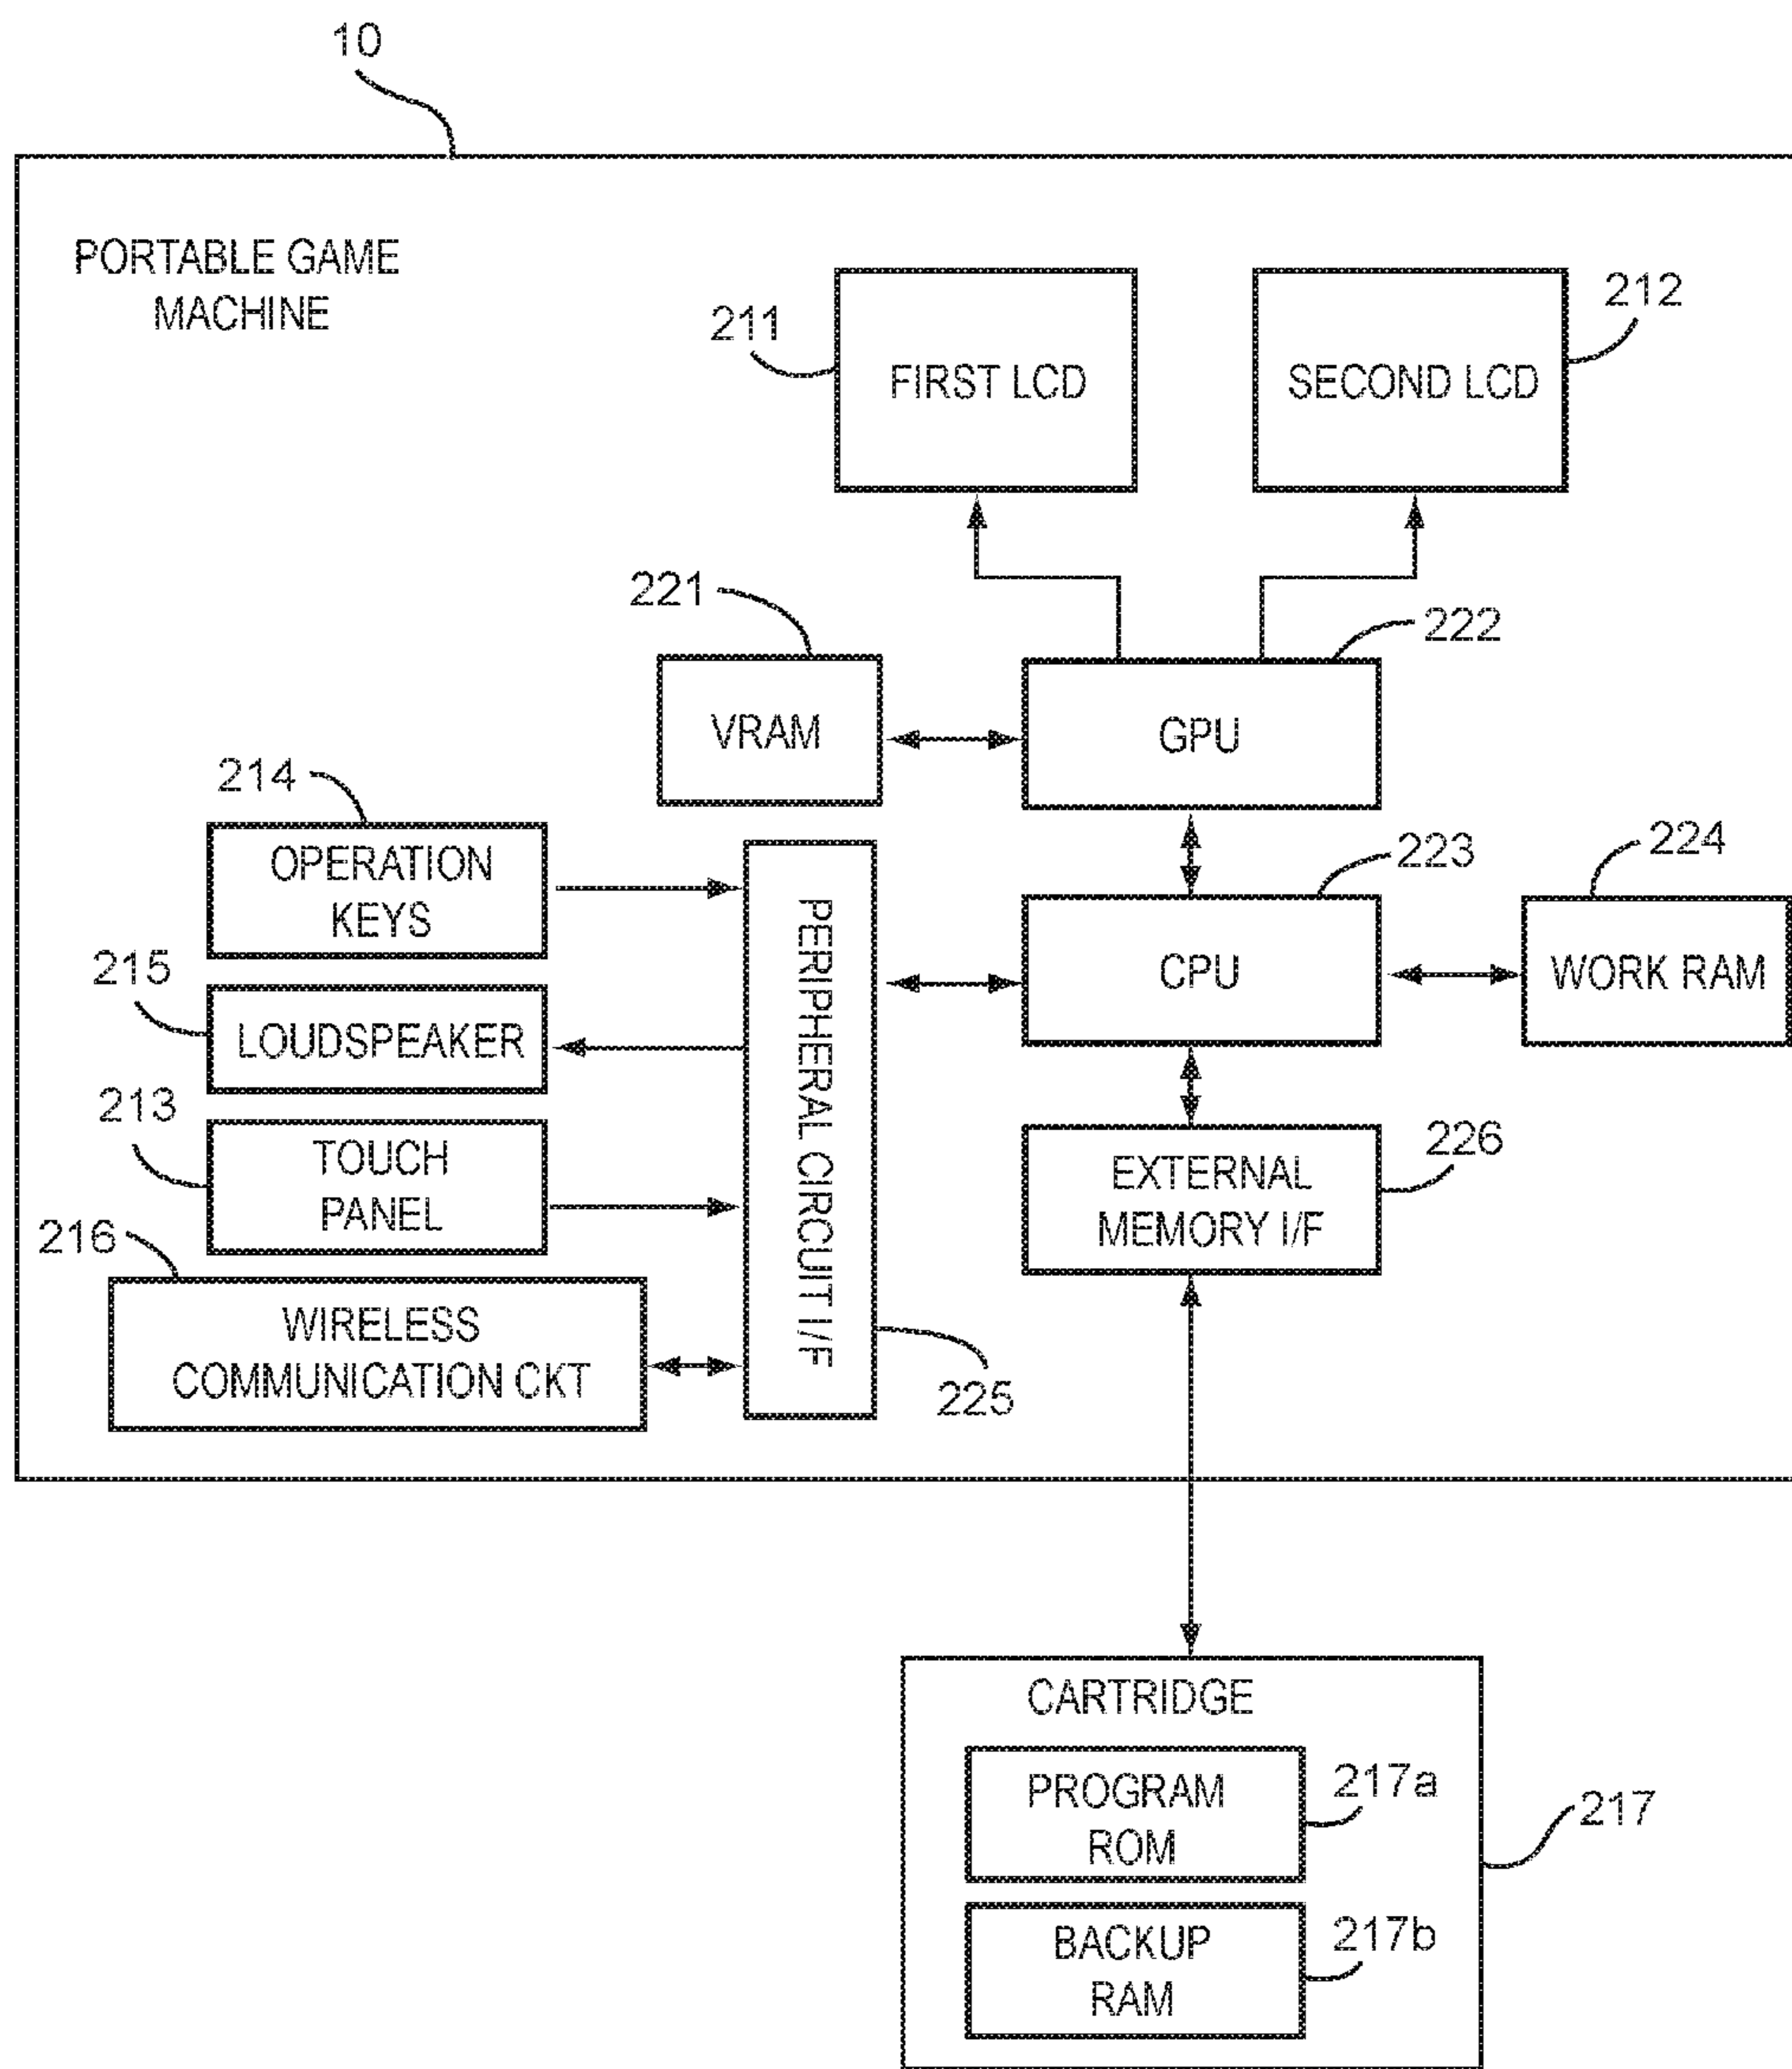 10
PORTABLE GAME
MACHINE
211
FIRST LCD
212
SECOND LCD
221
VRAM
222
GPU
214
OPERATION
KEYS
223
CPU
224
WORK RAM
215
LOUDSPEAKER
PERIPHERAL CIRCUIT I/F
225
213
TOUCH
PANEL
226
EXTERNAL
MEMORY I/F
216
WIRELESS
COMMUNICATION CKT
CARTRIDGE
217
PROGRAM
ROM
217a
BACKUP
RAM
217b